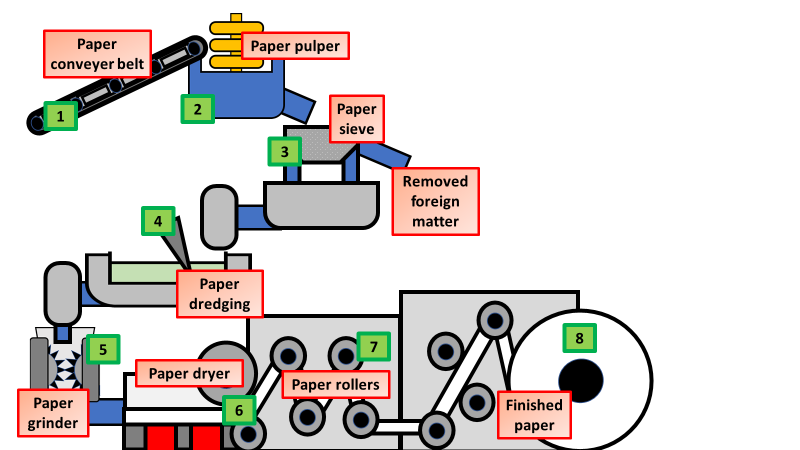 Paper
conveyer belt
1
Paper pulper
2
Paper
sieve
3
Removed
foreign
matter
4
Paper
dredging
5
Paper
grinder
Paper dryer
6
7
Paper rollers
8
Finished
paper